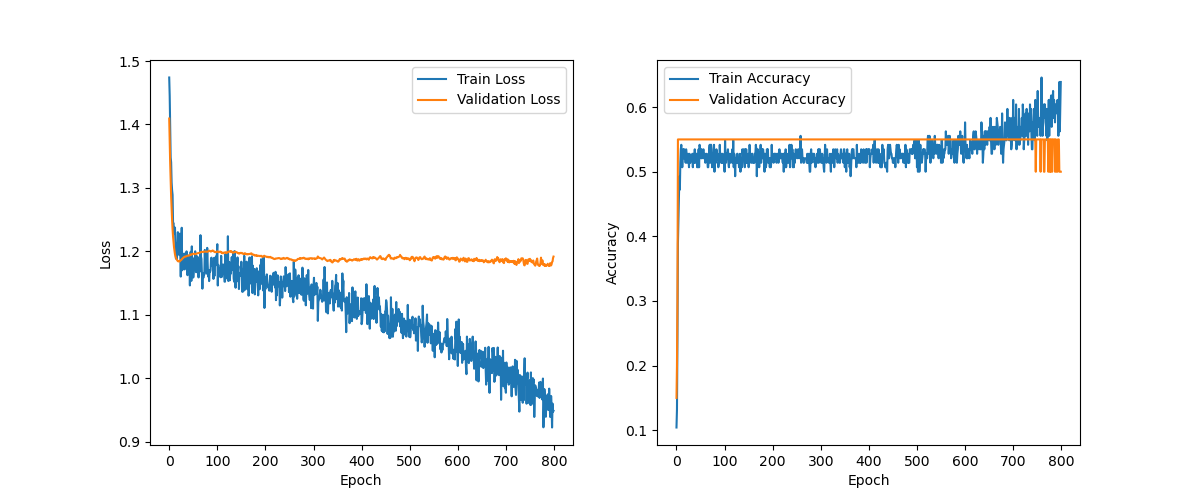 1.5
1.4
1.3
1.2
1.1
1.0
0.9
Loss
Train Loss
Validation Loss
0 100 200 300 400 500 600 700 800
Epoch
0.6
0.5
0.4
0.3
0.2
0.1
Accuracy
Train Accuracy
Validation Accuracy
0 100 200 300 400 500 600 700 800
Epoch